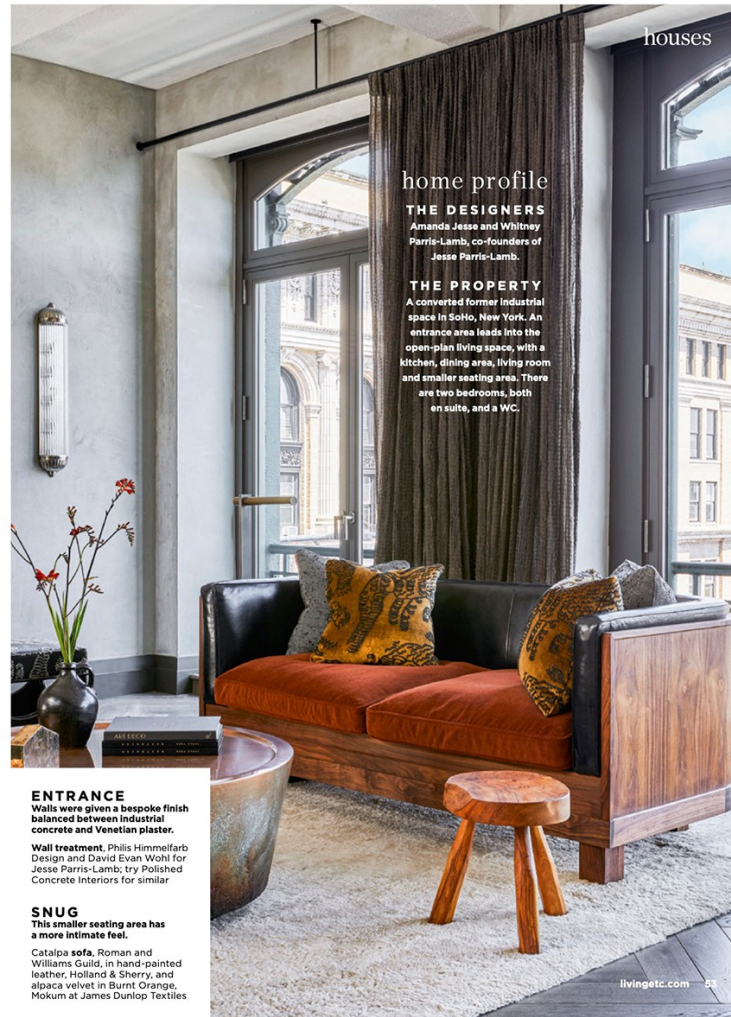 houses
home profile
THE DESIGNERS
Amanda Jesse and Whitney
Parris-Lamb, co-founders of
Jesse Parris-Lamb.
THE PROPERTY
A converted former industrial
space in SoHo, New York. An
entrance area leads into the
open-plan living space, with a
kitchen, dining area, living room
and smaller seating area. There
are two bedrooms, both
en suite, and a WC.
ART DECO
ENTRANCE
Walls were given a bespoke finish
balanced between industrial
concrete and Venetian plaster.
Wall treatment, Philis Himmelfarb
Design and David Evan Wohl for
Jesse Parris-Lamb; try Polished
Concrete Interiors for similar
SNUG
This smaller seating area has
a more intimate feel.
Catalpa sofa, Roman and
Williams Guild, in hand-painted
leather, Holland & Sherry, and
alpaca velvet in Burnt Orange,
Mokum at James Dunlop Textiles
livingetc.com 53